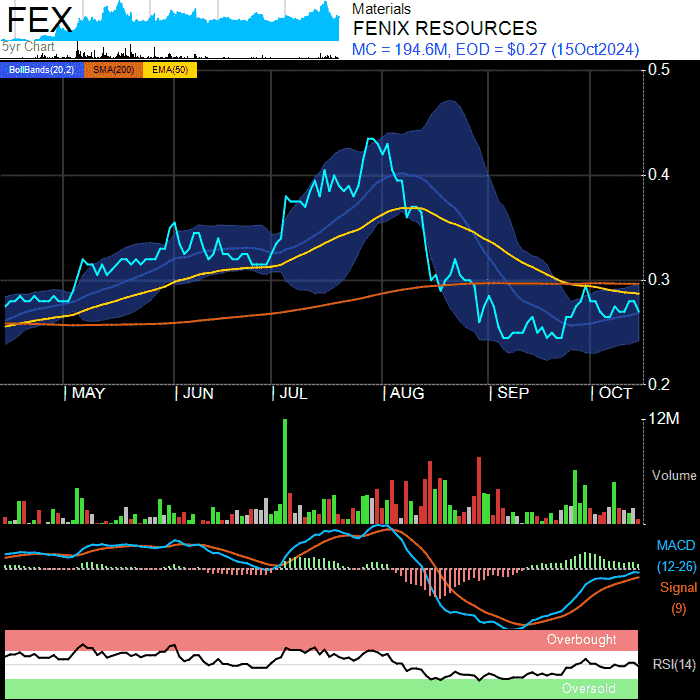 FEX
5yr Chart
Materials
FENIX RESOURCES
MC = 194.6M, EOD = $0.27 (15Oct2024)
BollBands(20,2) SMA(200) EMA(50)
0.5
0.4
0.3
0.2
MAY JUN JUL AUG SEP OCT
12M
Volume
MACD
(12-26)
Signal
(9)
Overbought
RSI(14)
Oversold